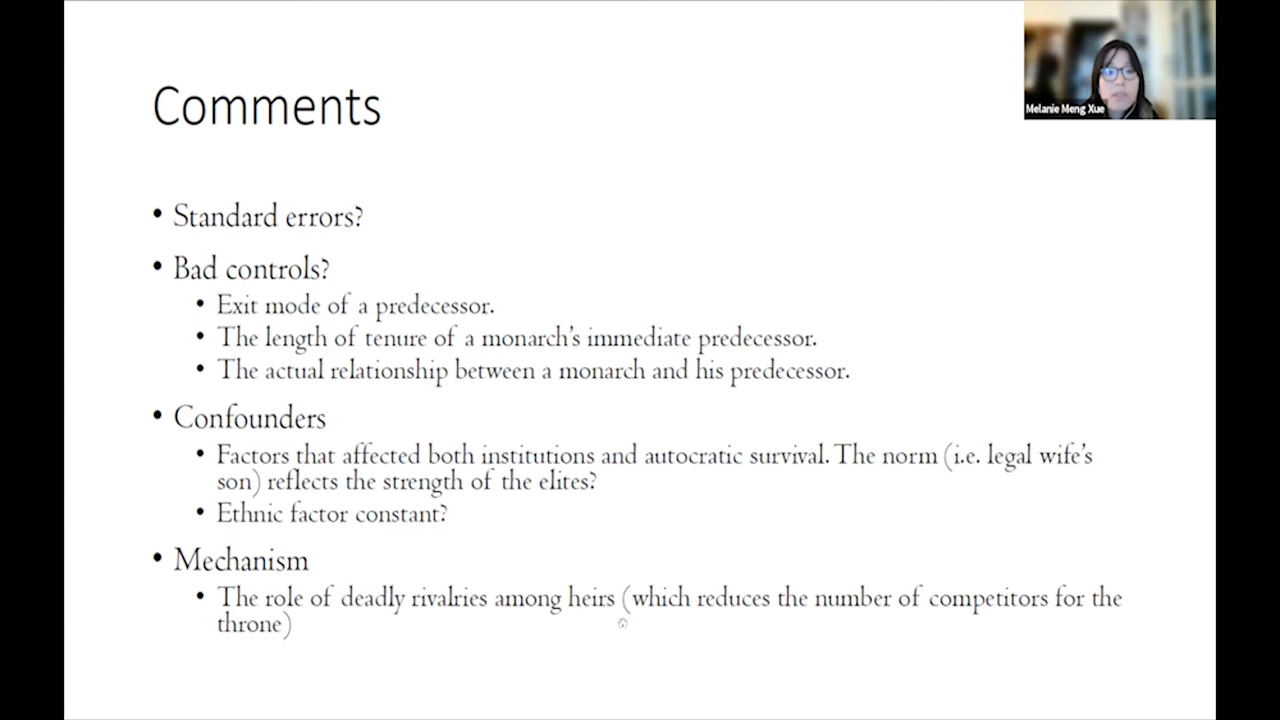 Comments
Melanie Meng Xue
• Standard errors?
• Bad controls?
• Exit mode of a predecessor.
• The length of tenure of a monarch's immediate predecessor.
• The actual relationship between a monarch and his predecessor.
• Confounders
• Factors that affected both institutions and autocratic survival. The norm (i.e. legal wife's
son) reflects the strength of the elites?
• Ethnic factor constant?
• Mechanism
• The role of deadly rivalries among heirs (which reduces the number of competitors for the
throne)